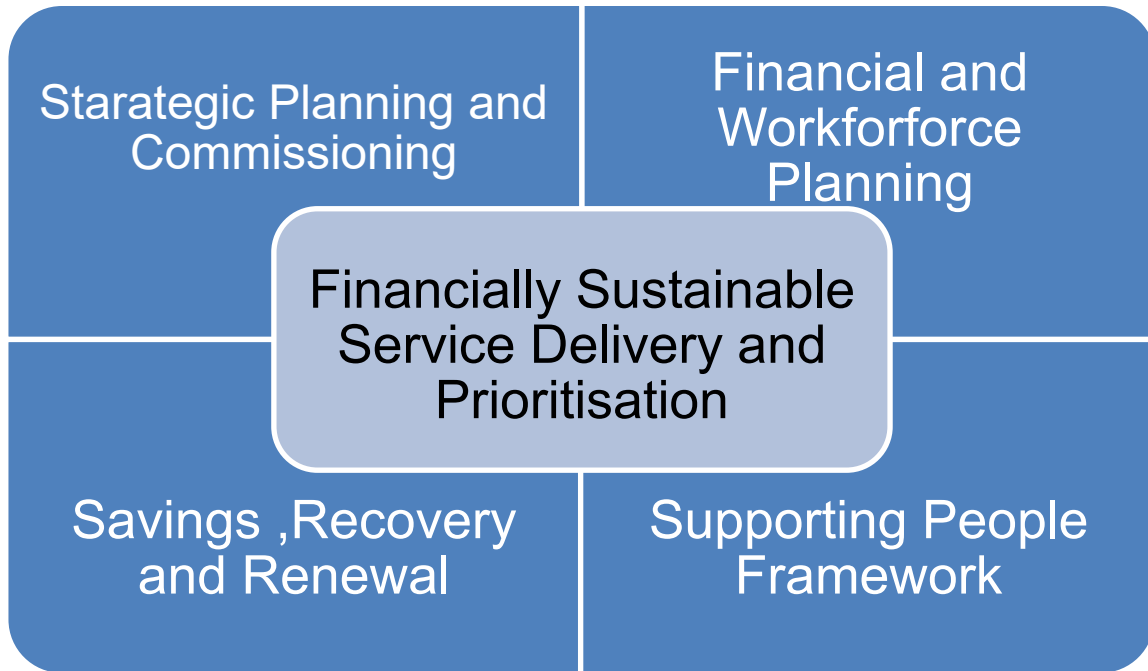 Starategic Planning and
Commissioning
Financial and
Workforforce
Planning
Financially Sustainable
Service Delivery and
Prioritisation
Savings ,Recovery
and Renewal
Supporting People
Framework